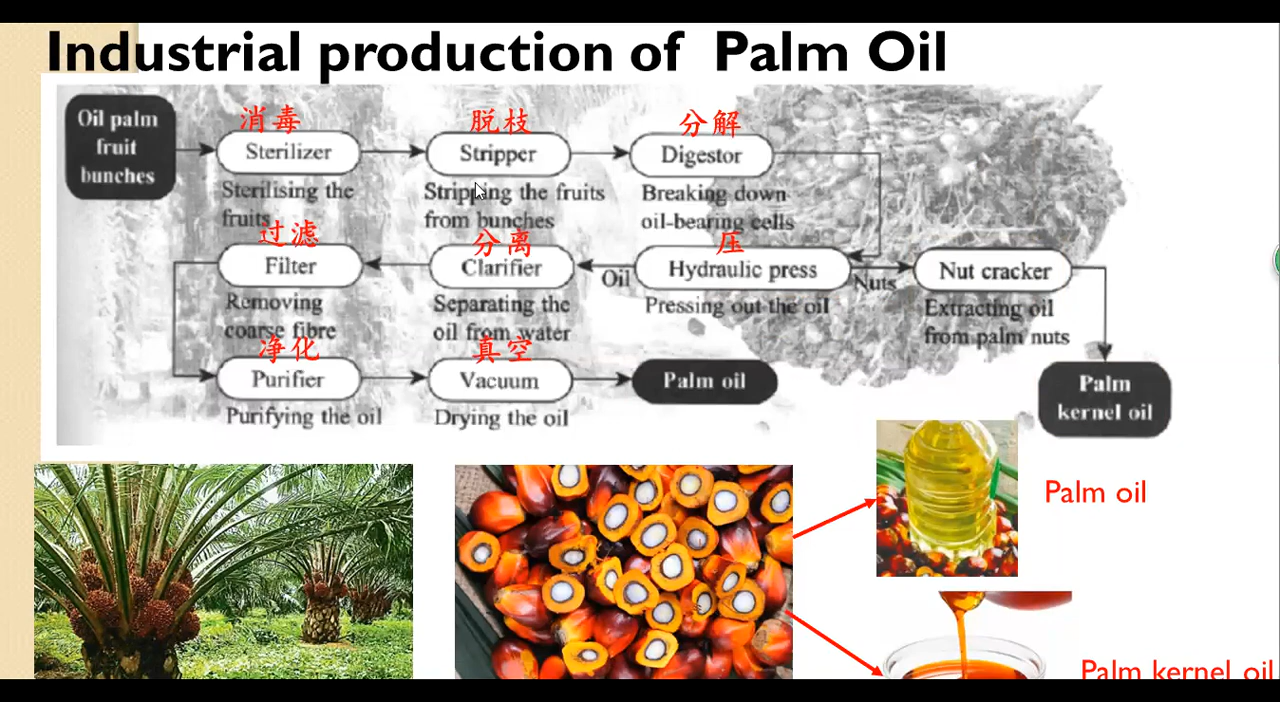 Industrial production of Palm Oil
Oil palm
fruit
bunches
消毒
Sterilizer
Sterilising the
fruits
脱枝
Stripper
Stripping the fruits
from bunches
分解
Digestor
Breaking down
oil-bearing cells
压
Hydraulic press
Pressing out the oil
Oil
Nuts
Nut cracker
Extracting oil
from palm nuts
Palm
kernel oil
分离
Clarifier
Separating the
oil from water
过滤
Filter
Removing
coarse fibre
净化
Purifier
Purifying the oil
真空
Vacuum
Drying the oil
Palm oil
Palm oil
Palm kernel oil